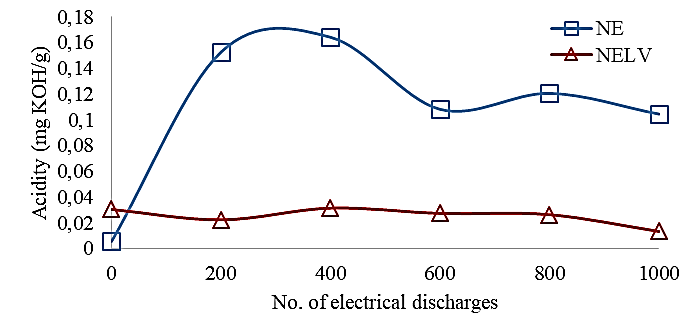 0,18
0,16
0,14
0,12
0,1
0,08
0,06
0,04
0,02
0
Acidity (mg KOH/g)
NE
NELV
0 200 400 600 800 1000
No. of electrical discharges